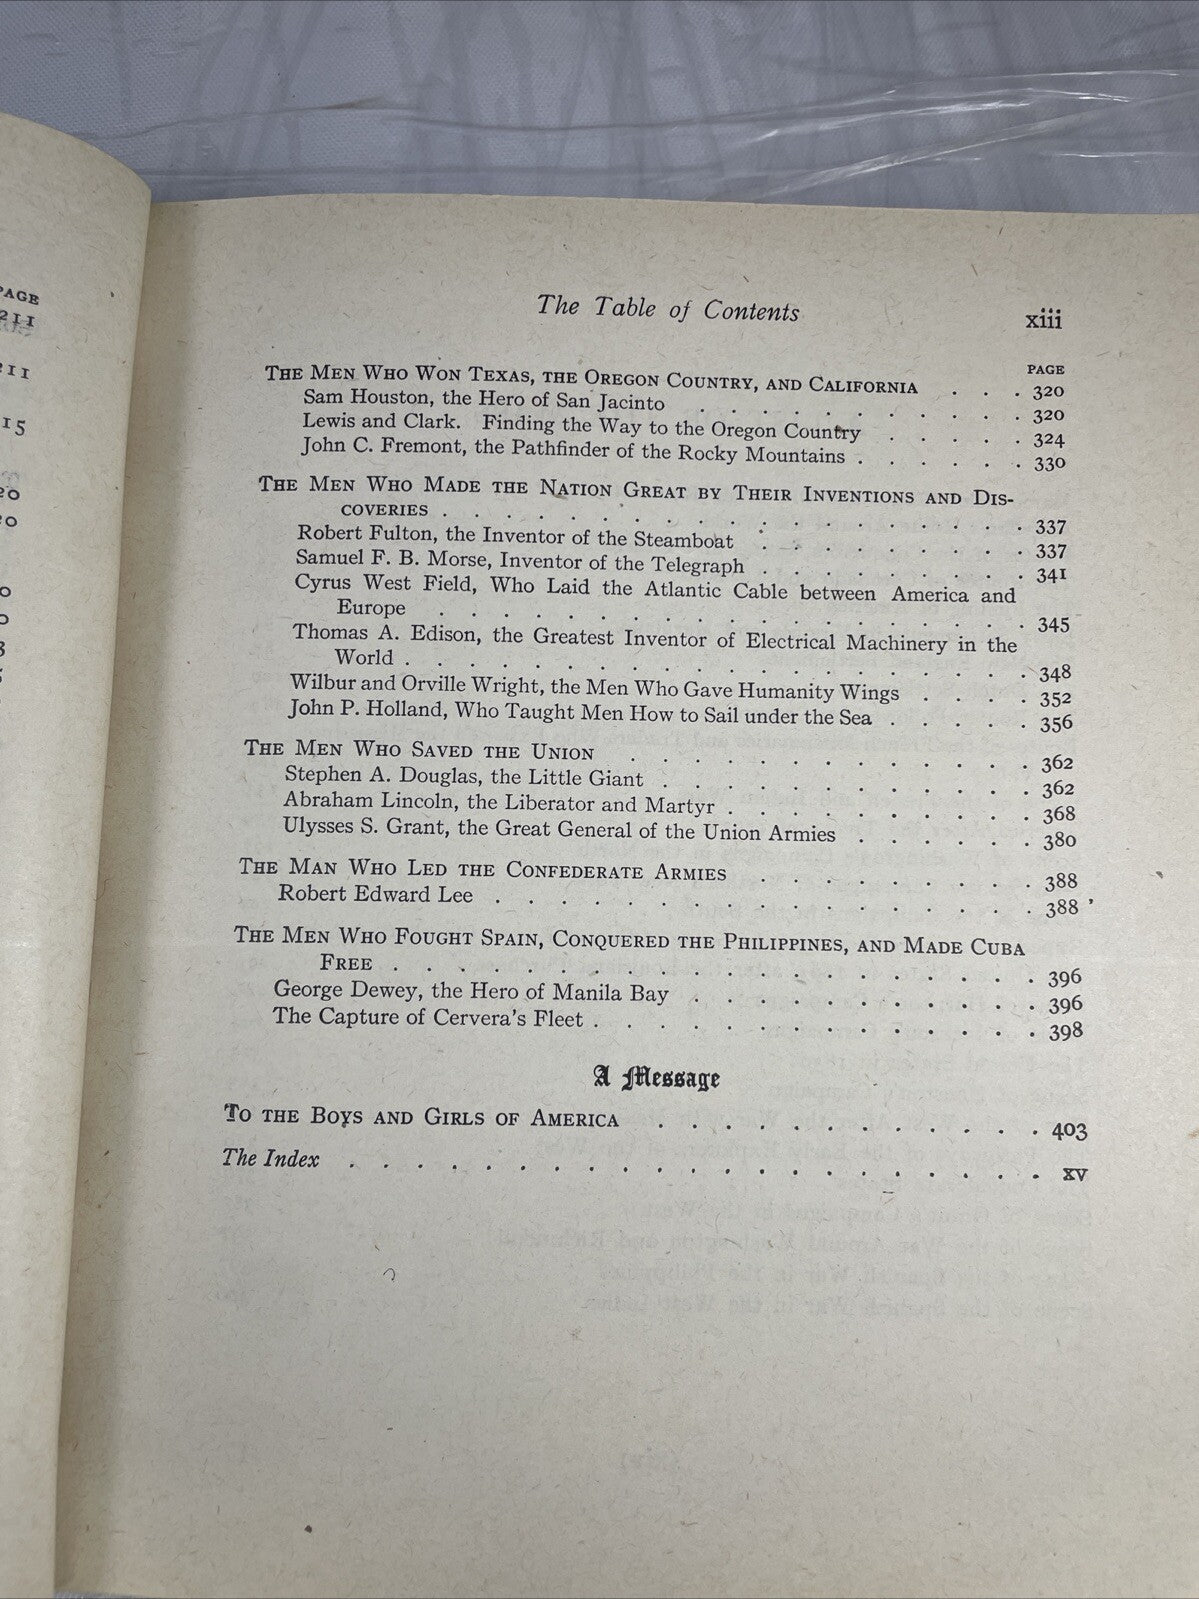 PAGE
211
211
15
20
20
The Table of Contents xiii
PAGE
THE MEN WHO WON TEXAS, THE OREGON COUNTRY, AND CALIFORNIA . . . 320
Sam Houston, the Hero of San Jacinto . . . . . . . . . . 320
Lewis and Clark. Finding the Way to the Oregon Country . . . . . 324
John C. Fremont, the Pathfinder of the Rocky Mountains . . . . . . 330
THE MEN WHO MADE THE NATION GREAT BY THEIR INVENTIONS AND DIS-
COVERIES . . . . . . . . . . . . . . . . . . 337
Robert Fulton, the Inventor of the Steamboat . . . . . . . . . 337
Samuel F. B. Morse, Inventor of the Telegraph . . . . . . . . . 341
Cyrus West Field, Who Laid the Atlantic Cable between America and
Europe . . . . . . . . . . . . . . . . . . 345
Thomas A. Edison, the Greatest Inventor of Electrical Machinery in the
World . . . . . . . . . . . . . . . . . . . 348
Wilbur and Orville Wright, the Men Who Gave Humanity Wings . . . . 352
John P. Holland, Who Taught Men How to Sail under the Sea . . . . . 356
THE MEN WHO SAVED THE UNION . . . . . . . . . . . . . 362
Stephen A. Douglas, the Little Giant . . . . . . . . . . . . 362
Abraham Lincoln, the Liberator and Martyr . . . . . . . . . . 368
Ulysses S. Grant, the Great General of the Union Armies . . . . . . 380
THE MAN WHO LED THE CONFEDERATE ARMIES . . . . . . . . . 388
Robert Edward Lee . . . . . . . . . . . . . . . . . 388
THE MEN WHO FOUGHT SPAIN, CONQUERED THE PHILIPPINES, AND MADE CUBA
FREE . . . . . . . . . . . . . . . . . . . . 396
George Dewey, the Hero of Manila Bay . . . . . . . . . . . 396
The Capture of Cervera's Fleet . . . . . . . . . . . . . . 398
A Message
TO THE BOYS AND GIRLS OF AMERICA . . . . . . . . . . . . 403
The Index . . . . . . . . . . . . . . . . . . . . . xv